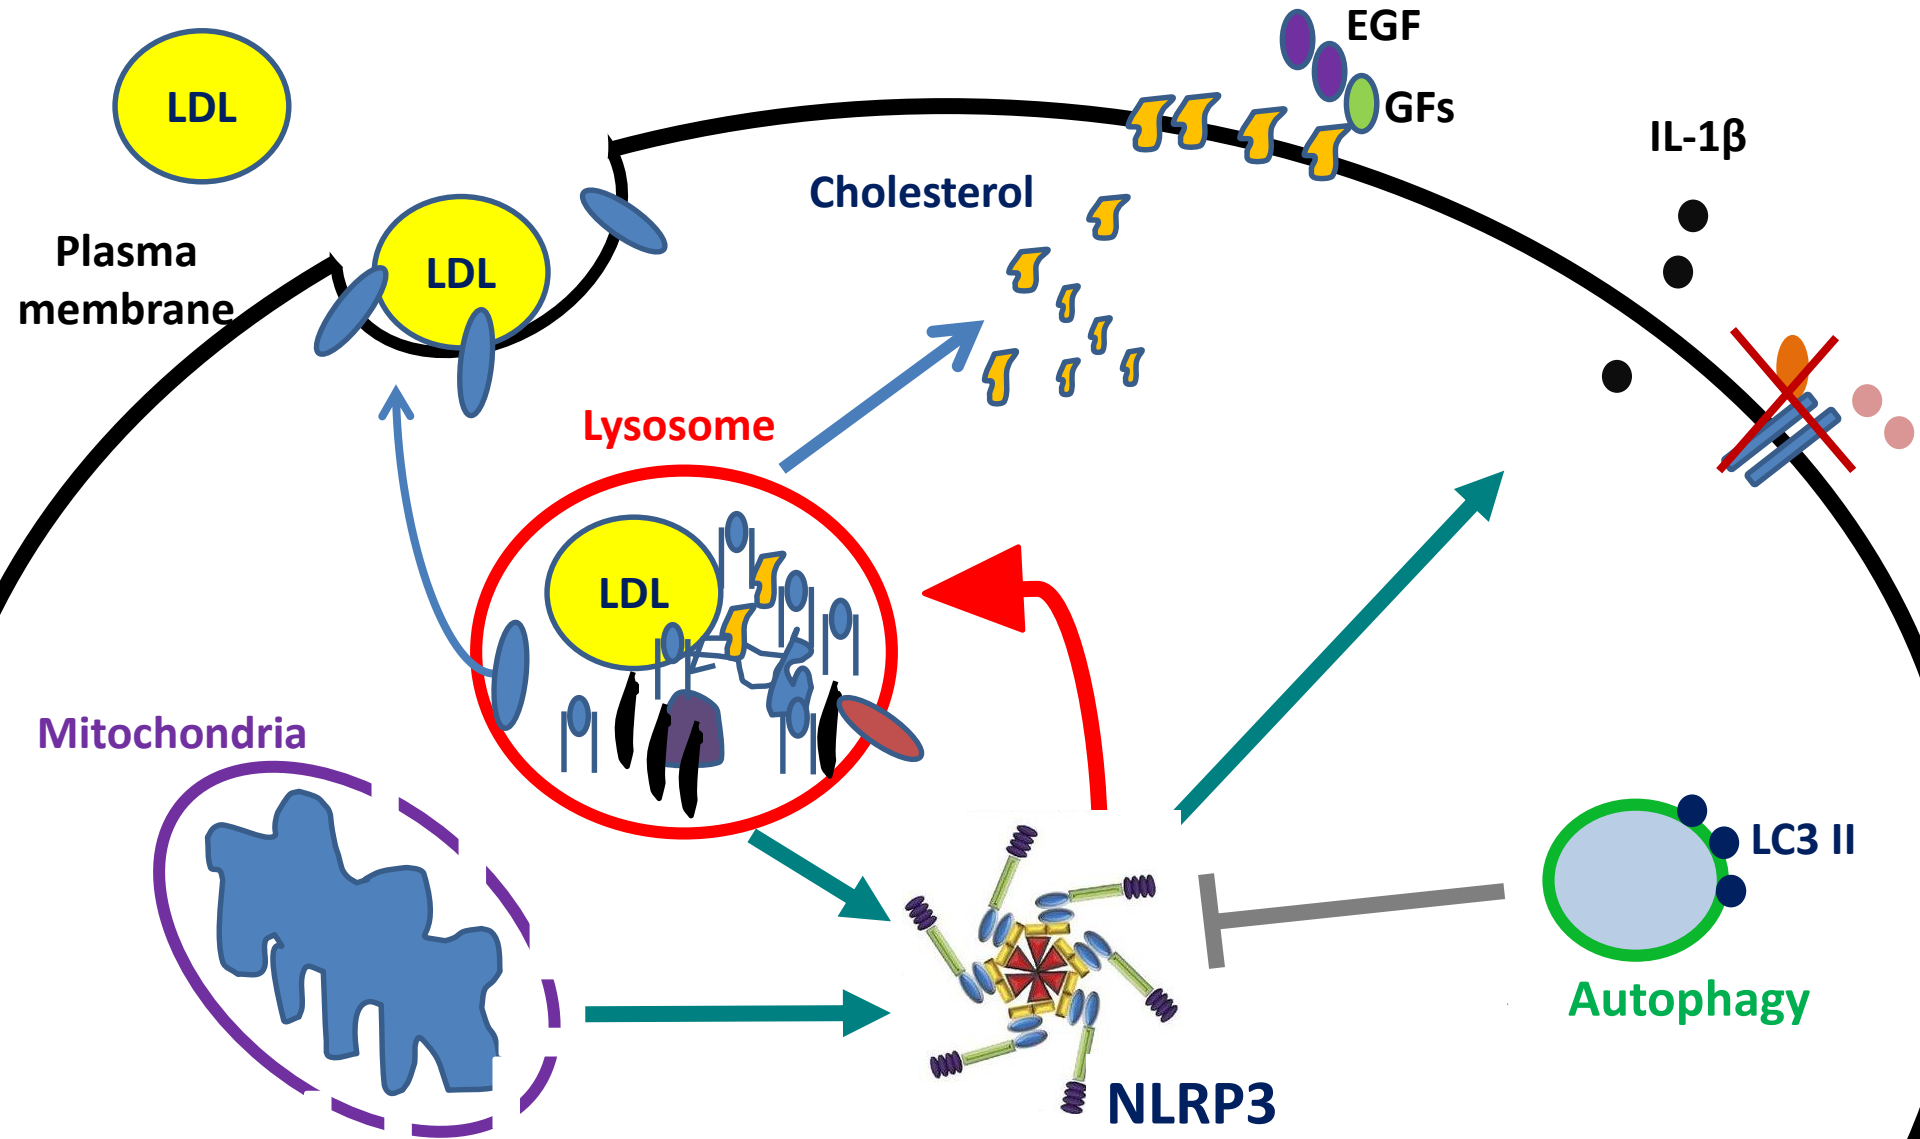 EGF
LDL
GFs
IL-1β
Cholesterol
Plasma
membrane
LDL
Lysosome
LDL
Mitochondria
LC3 II
Autophagy
NLRP3